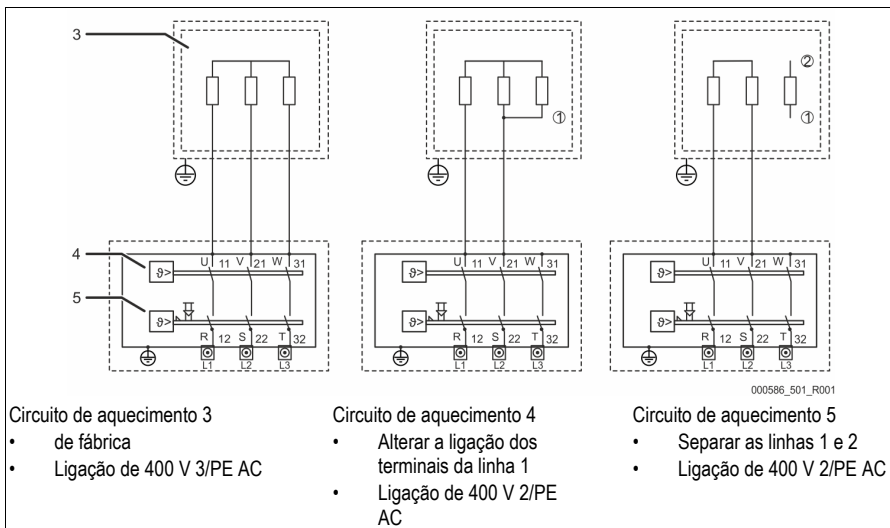 3
②
①
①
4
5
ϑ>
U 11 V 21 W 31
ϑ>
R 12 S 22 T 32
L1 L2 L3
ϑ>
U 11 V 21 W 31
ϑ>
R 12 S 22 T 32
L1 L2 L3
ϑ>
U 11 V 21 W 31
ϑ>
R 12 S 22 T 32
L1 L2 L3
000586_501_R001
Circuito de aquecimento 3
• de fábrica
• Ligação de 400 V 3/PE AC
Circuito de aquecimento 4
• Alterar a ligação dos
terminais da linha 1
• Ligação de 400 V 2/PE
AC
Circuito de aquecimento 5
• Separar as linhas 1 e 2
• Ligação de 400 V 2/PE AC